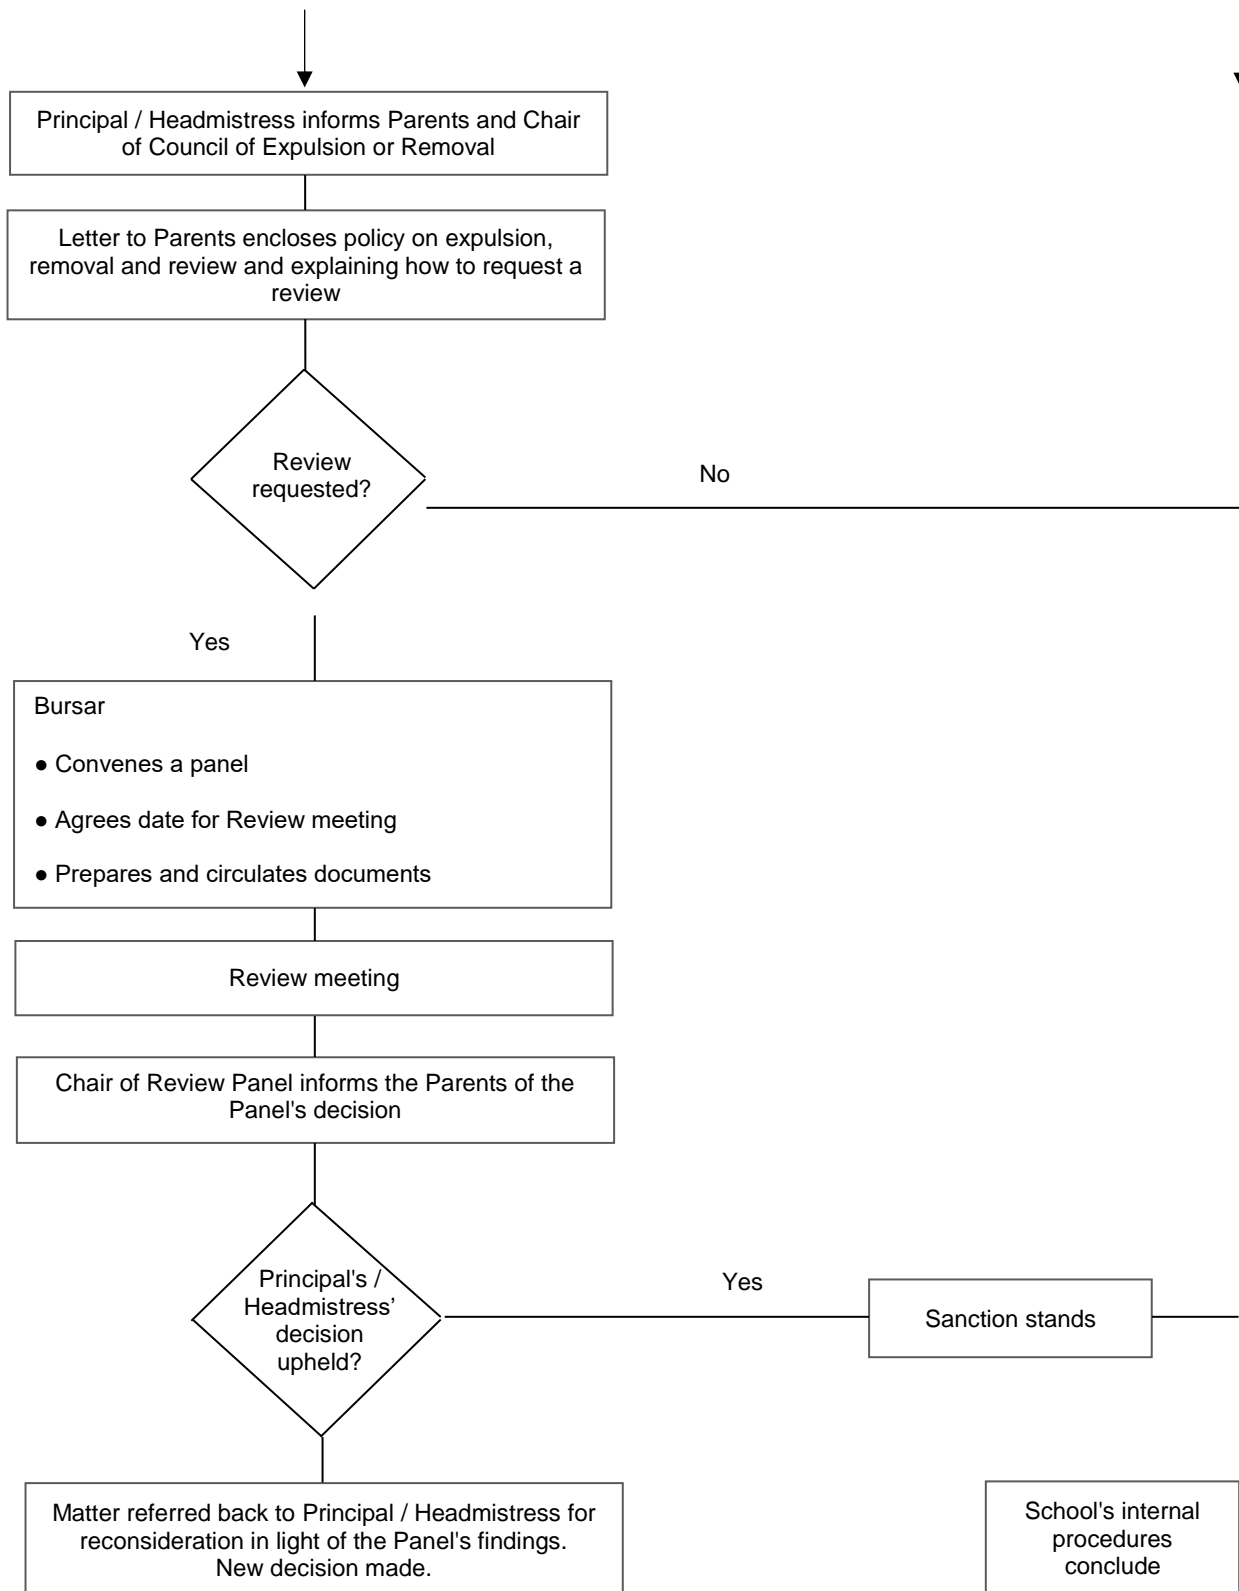 Principal / Headmistress informs Parents and Chair
of Council of Expulsion or Removal
Letter to Parents encloses policy on expulsion,
removal and review and explaining how to request a
review
Review
requested?
No
Yes
Bursar
● Convenes a panel
● Agrees date for Review meeting
● Prepares and circulates documents
Review meeting
Chair of Review Panel informs the Parents of the
Panel's decision
Principal's /
Headmistress’
decision
upheld?
Yes
Sanction stands
Matter referred back to Principal / Headmistress for
reconsideration in light of the Panel's findings.
New decision made.
School's internal
procedures
conclude